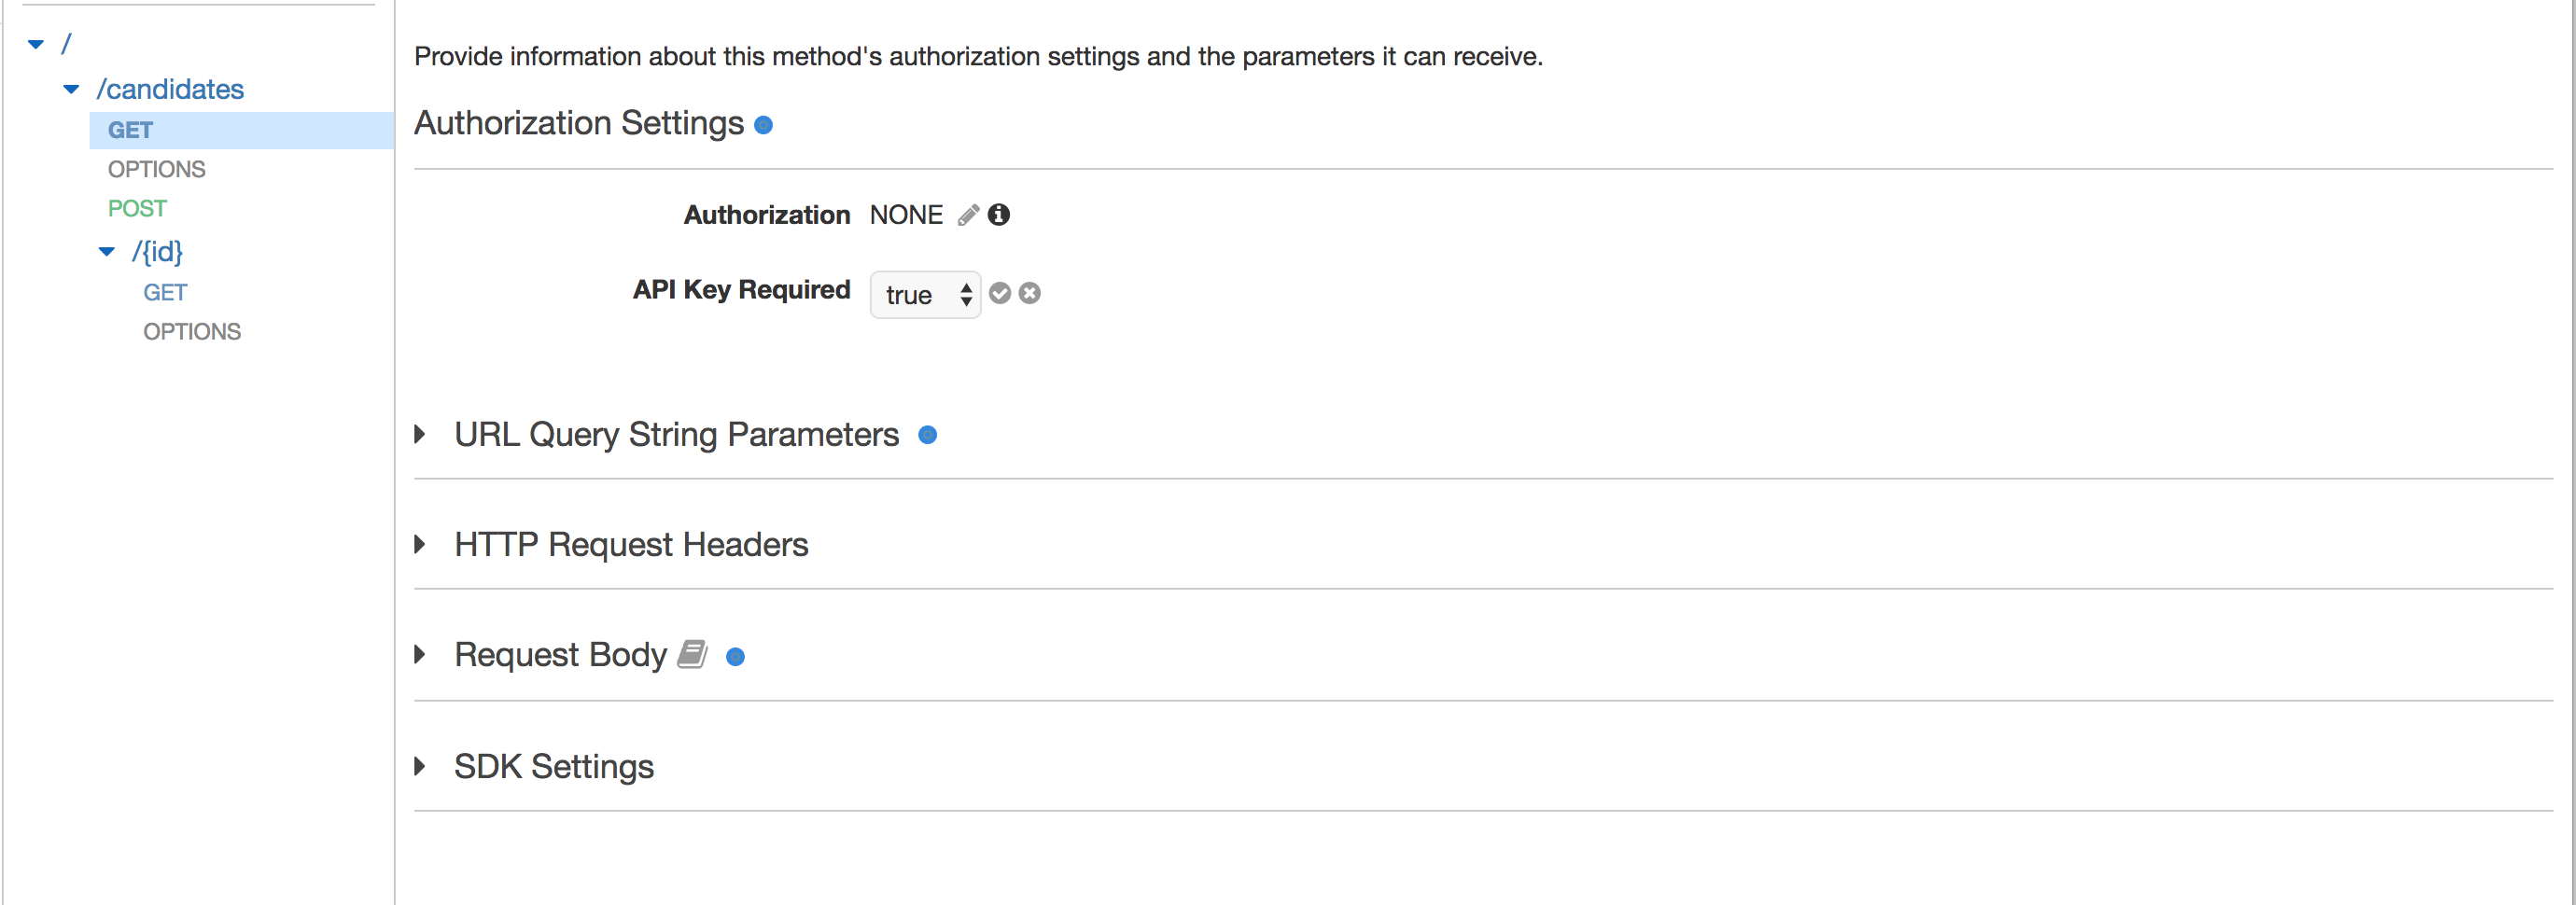 /
/candidates
GET
OPTIONS
POST
/{id}
GET
OPTIONS
Provide information about this method's authorization settings and the parameters it can receive.
Authorization Settings
Authorization NONE
API Key Required true
URL Query String Parameters
HTTP Request Headers
Request Body
SDK Settings